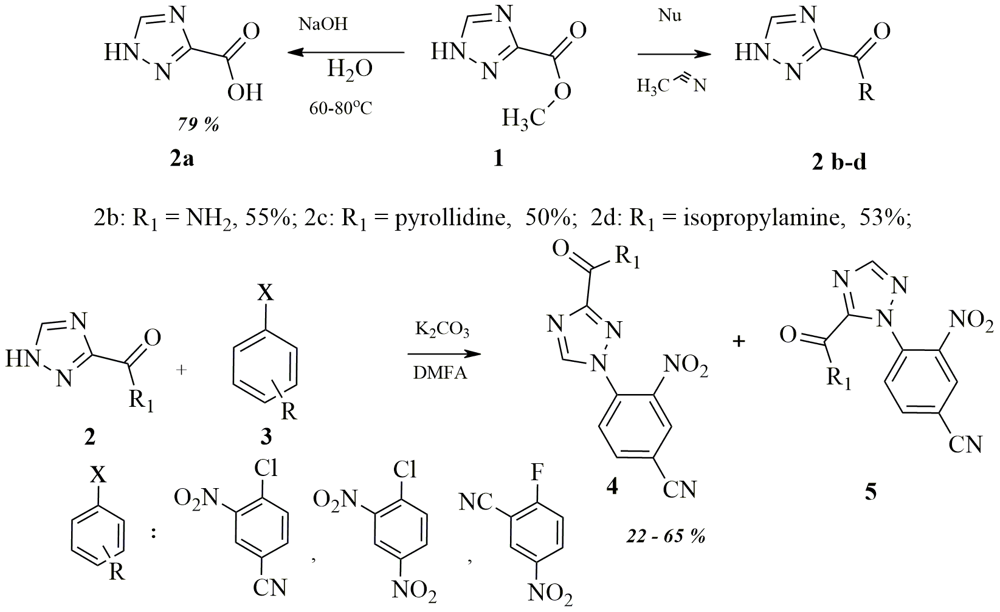 N
HN
N
O
OH
79 %
2a
NaOH
H₂O
60-80°C
N
HN
N
O
O
H₃C
1
Nu
H₃C
N
N
HN
N
O
R
2 b-d
2b: R₁ = NH₂, 55%; 2c: R₁ = pyrollidine, 50%; 2d: R₁ = isopropylamine, 53%;
N
HN
N
O
R₁
2
+
X
R
3
K₂CO₃
DMFA
O
R₁
N
N
N
NO₂
CN
4
22 - 65 %
+
N
N
N
O
R₁
NO₂
CN
5
X
R
:
Cl
O₂N
CN
,
Cl
O₂N
NO₂
,
F
NC
NO₂